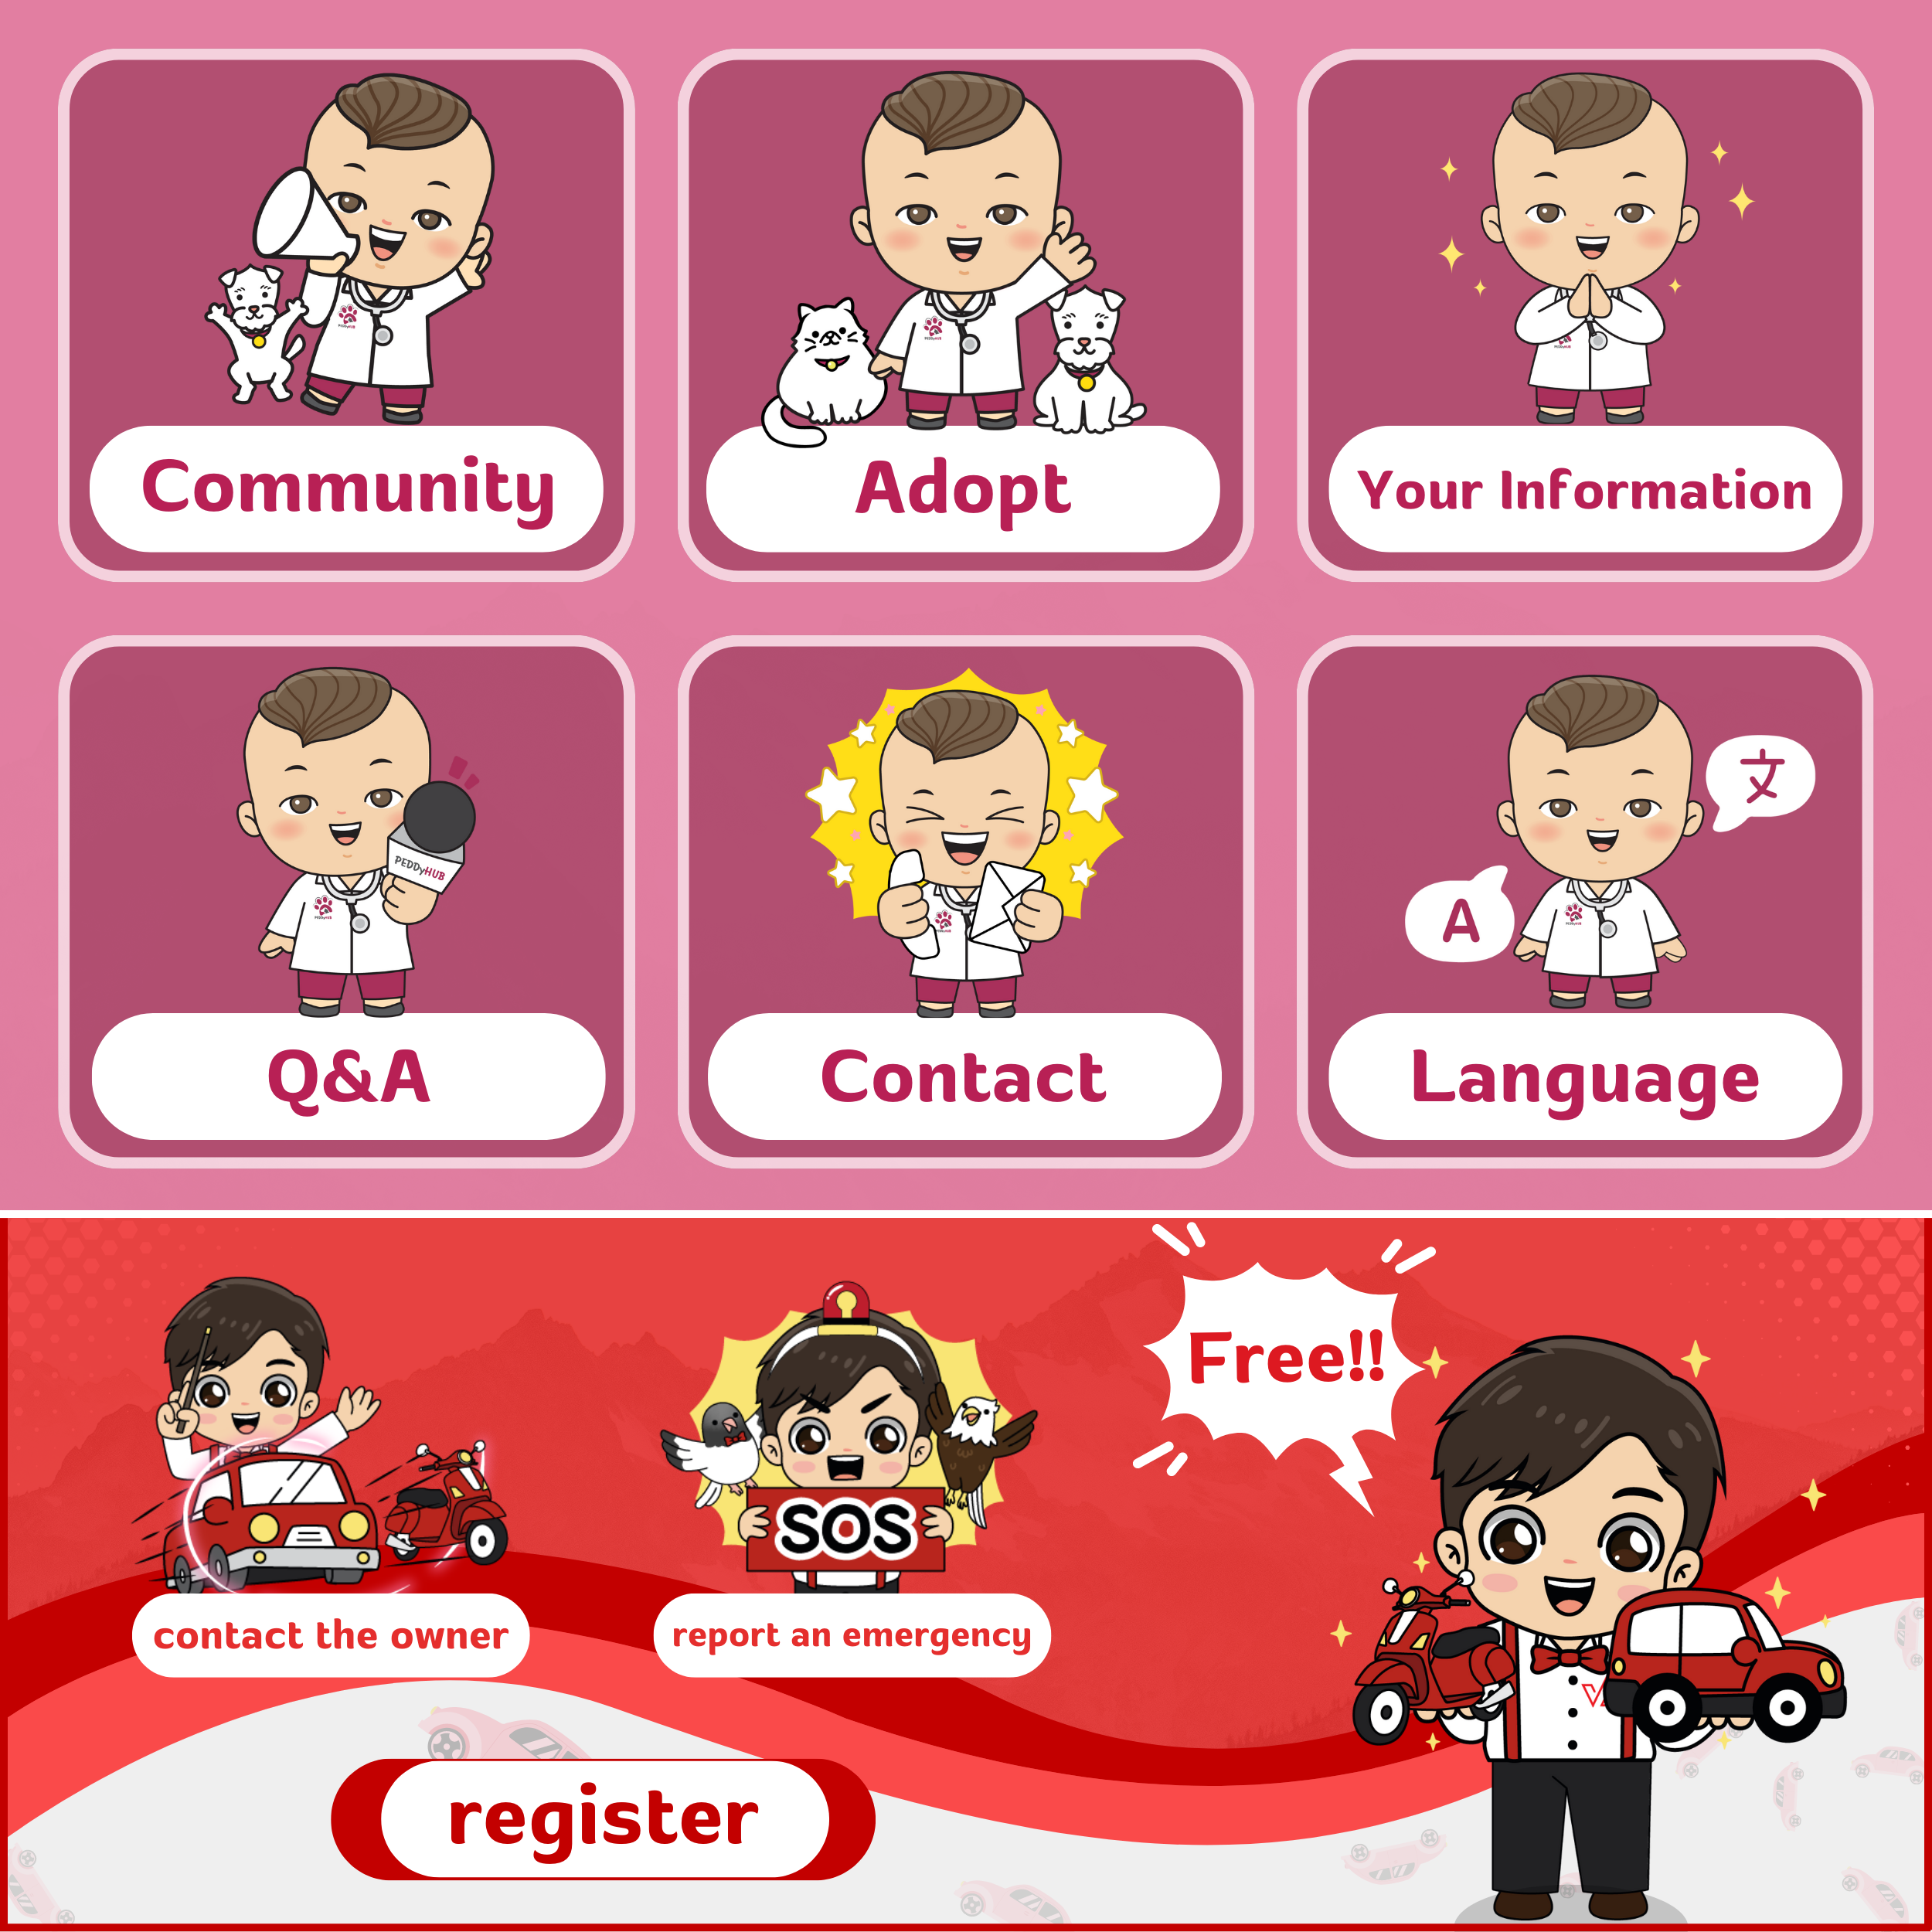 Community
Adopt
Your Information
PEDDyHUB
Q&A
Contact
文
A
Language
Free!!
SOS
contact the owner
report an emergency
register